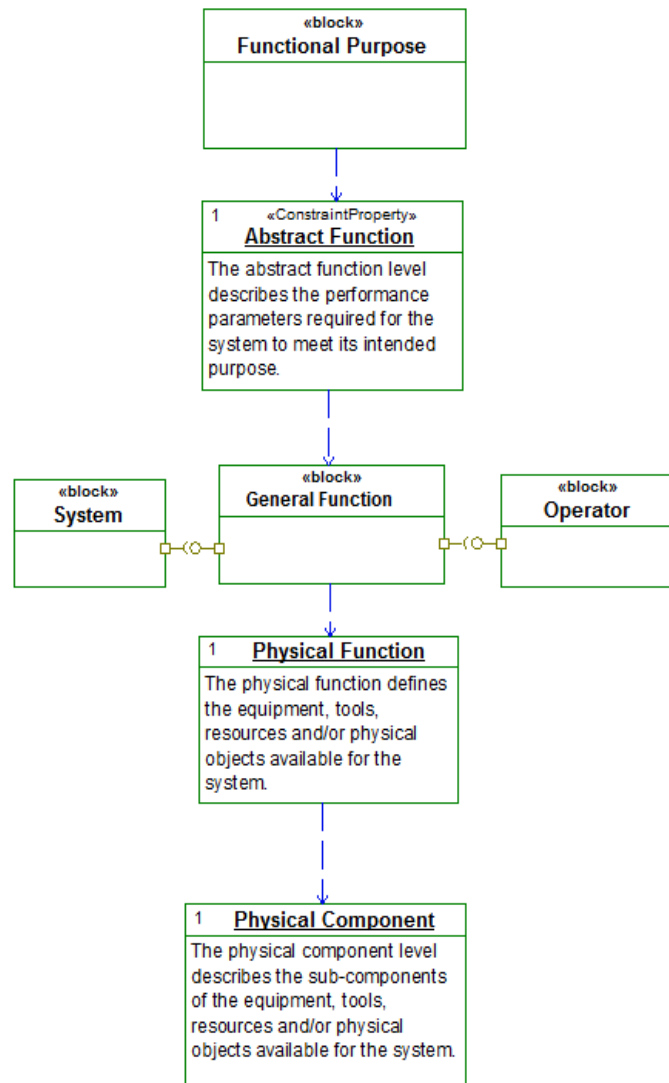 «block»
Functional Purpose
1 «ConstraintProperty»
Abstract Function
The abstract function level
describes the performance
parameters required for the
system to meet its intended
purpose.
«block»
System
«block»
General Function
«block»
Operator
1 Physical Function
The physical function defines
the equipment, tools,
resources and/or physical
objects available for the
system.
1 Physical Component
The physical component level
describes the sub-components
of the equipment, tools,
resources and/or physical
objects available for the system.